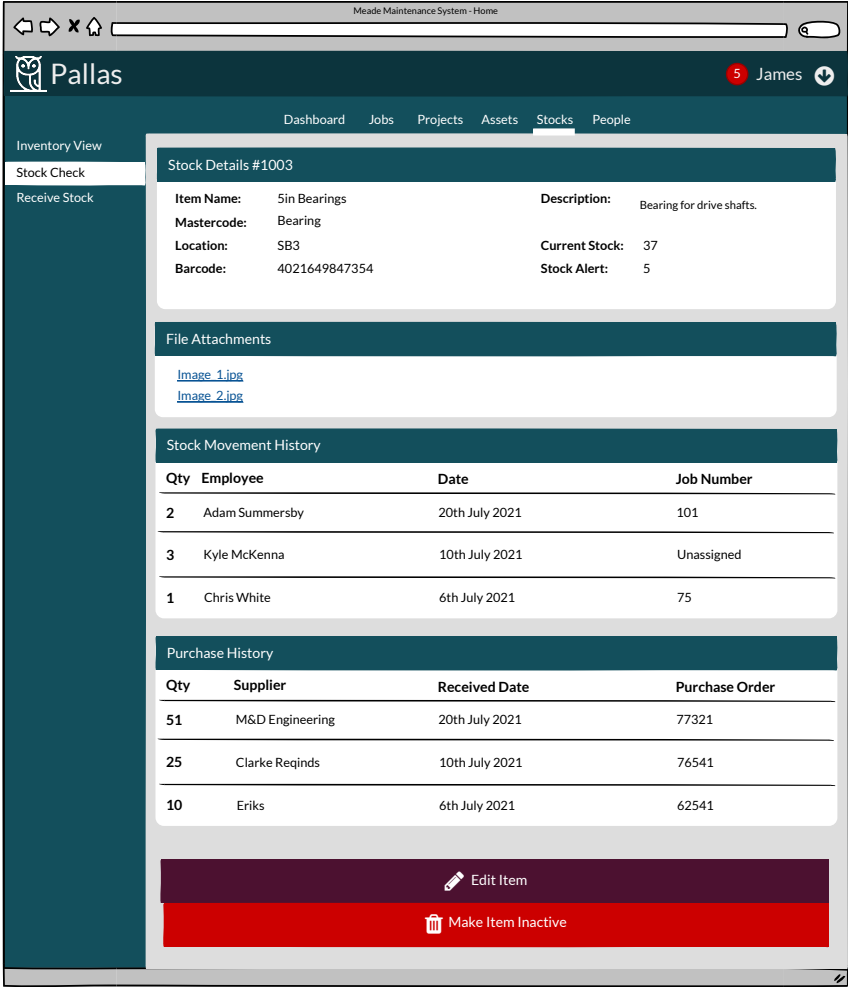 Meade Maintenance System - Home
Pallas
5 James
Dashboard Jobs Projects Assets Stocks People
Inventory View
Stock Check
Receive Stock
Stock Details #1003
Item Name: 5in Bearings Description: Bearing for drive shafts.
Mastercode: Bearing
Location: SB3 Current Stock: 37
Barcode: 4021649847354 Stock Alert: 5
File Attachments
Image_1.jpg
Image_2.jpg
Stock Movement History
Qty Employee Date Job Number
2 Adam Summersby 20th July 2021 101
3 Kyle McKenna 10th July 2021 Unassigned
1 Chris White 6th July 2021 75
Purchase History
Qty Supplier Received Date Purchase Order
51 M&D Engineering 20th July 2021 77321
25 Clarke Reqinds 10th July 2021 76541
10 Eriks 6th July 2021 62541
Edit Item
Make Item Inactive